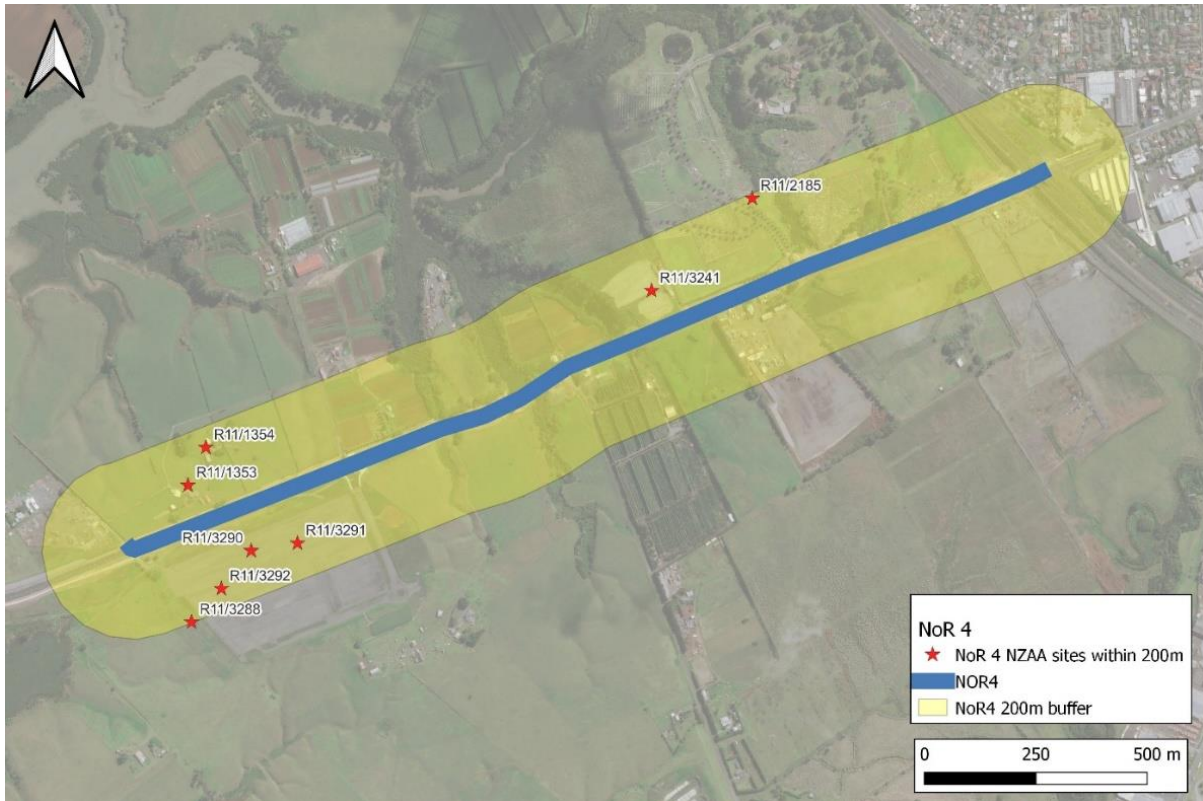 R11/2185
R11/3241
R11/1354
R11/1353
R11/3291
R11/3290
R11/3292
R11/3288
NoR 4
NoR 4 NZAA sites within 200m
NOR4
NoR4 200m buffer
0 250 500 m